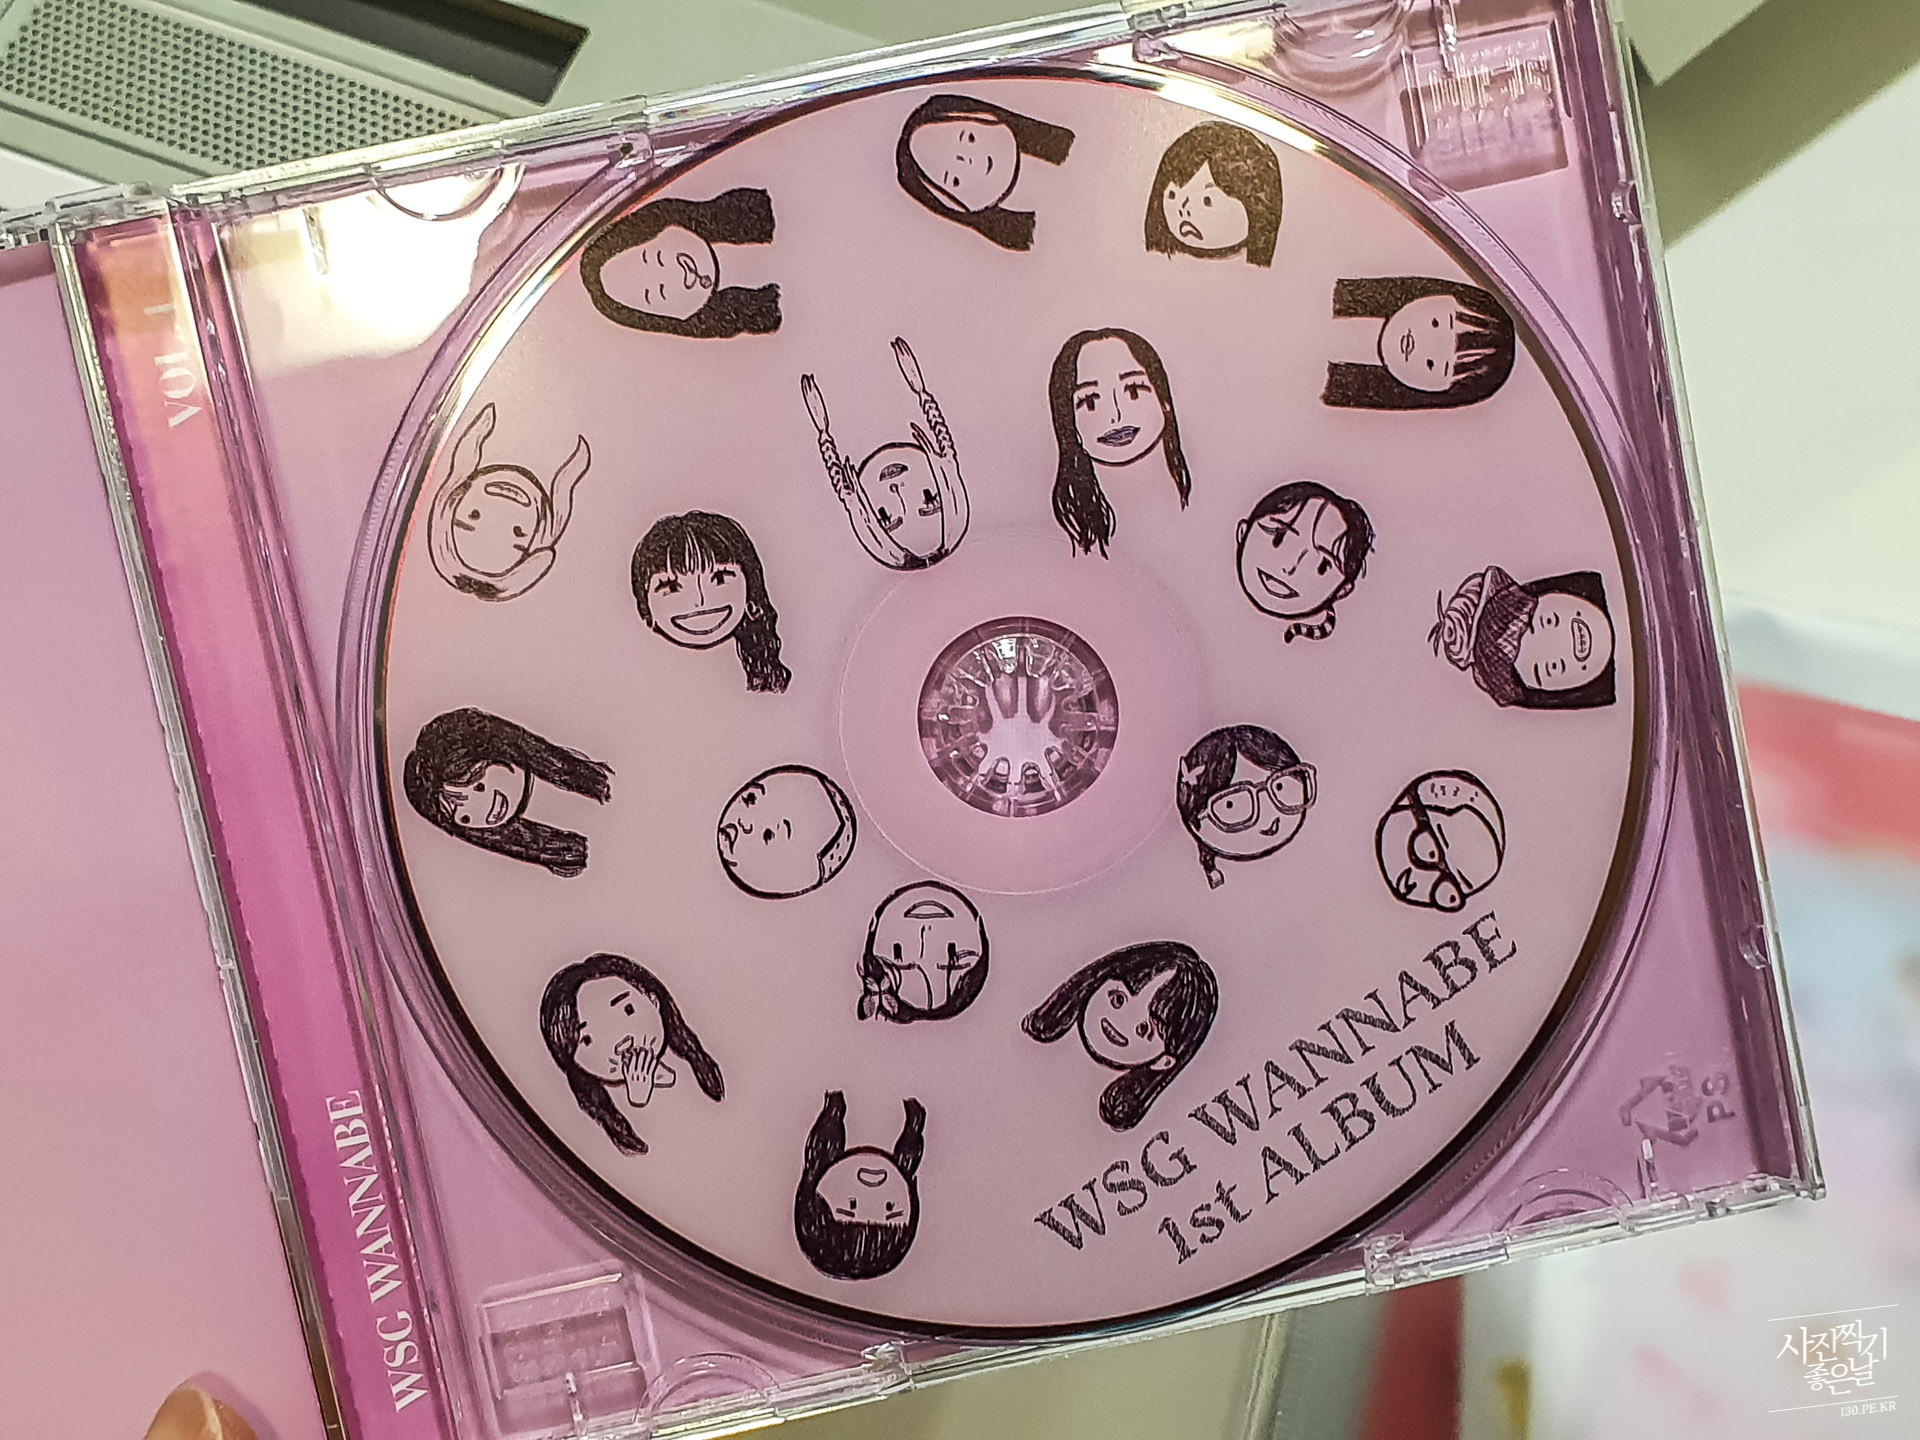 VOL. 1
WSG WANNABE
WSG WANNABE
1st ALBUM
PS
사진찍기
좋은날
130.PE.KR